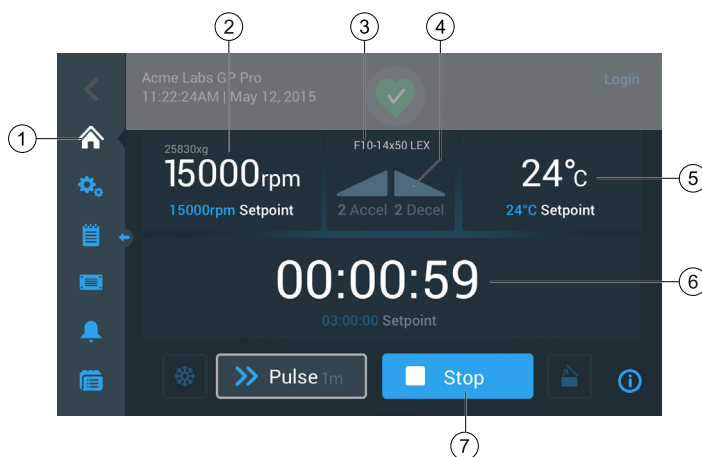 2
3
4
Acme Labs GP Pro
11:22:24AM | May 12, 2015
Login
1
F10-14x50 LEX
25830xg
15000rpm
15000rpm Setpoint
2 Accel 2 Decel
24°c
24°C Setpoint
5
00:00:59
6
03:00:00 Setpoint
Pulse 1m
Stop
7